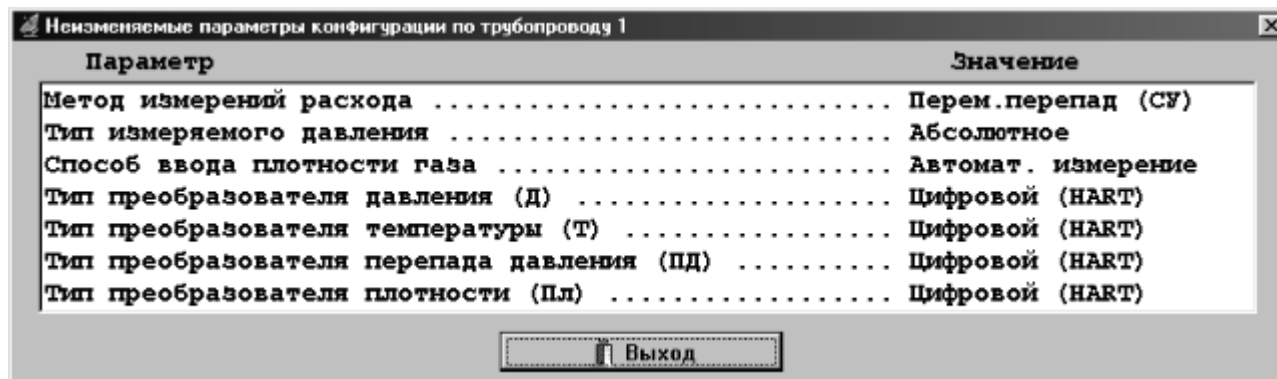 Неизменяемые параметры конфигурации по трубопроводу 1
Параметр Значение
Метод измерений расхода ............................. Перем.перепад (СУ)
Тип измеряемого давления ............................ Абсолютное
Способ ввода плотности газа ......................... Автомат. измерение
Тип преобразователя давления (Д) .................... Цифровой (HART)
Тип преобразователя температуры (Т) ................. Цифровой (HART)
Тип преобразователя перепада давления (ПД) .......... Цифровой (HART)
Тип преобразователя плотности (Пл) .................. Цифровой (HART)
Выход